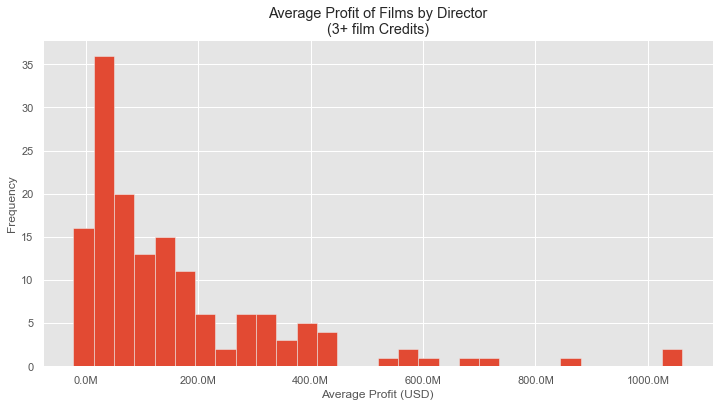 Average Profit of Films by Director
(3+ film Credits)
35
30
25
20
15
10
5
0
Frequency
0.0M 200.0M 400.0M 600.0M 800.0M 1000.0M
Average Profit (USD)